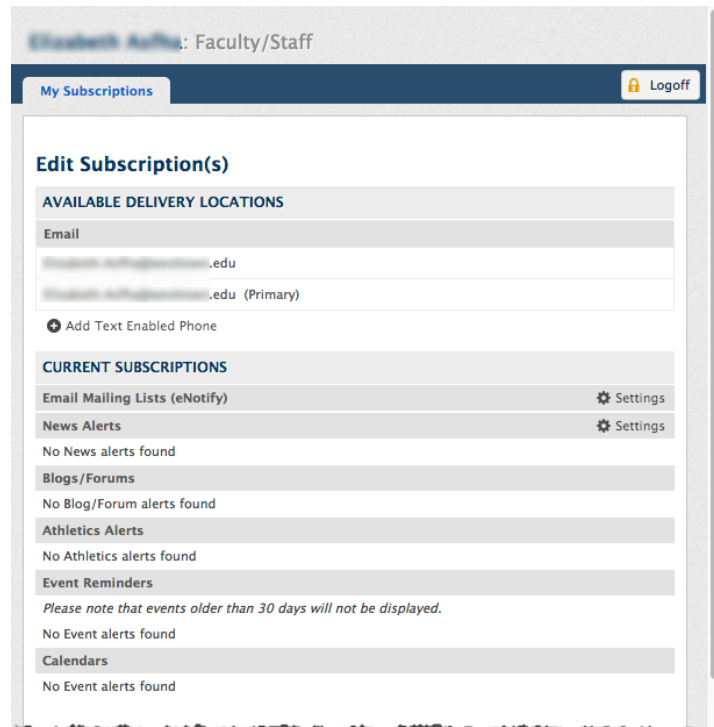 : Faculty/Staff
My Subscriptions
Logoff
Edit Subscription(s)
AVAILABLE DELIVERY LOCATIONS
Email
.edu
.edu (Primary)
Add Text Enabled Phone
CURRENT SUBSCRIPTIONS
Email Mailing Lists (eNotify) Settings
News Alerts Settings
No News alerts found
Blogs/Forums
No Blog/Forum alerts found
Athletics Alerts
No Athletics alerts found
Event Reminders
Please note that events older than 30 days will not be displayed.
No Event alerts found
Calendars
No Event alerts found